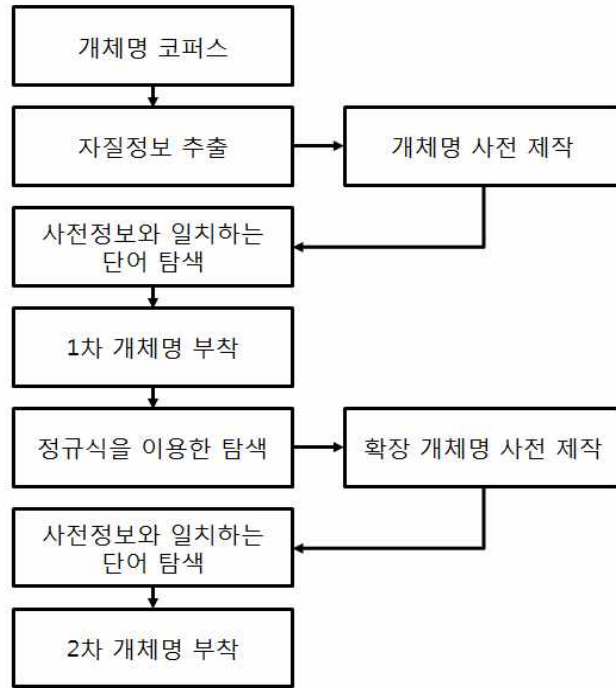 개체명 코퍼스
자질정보 추출
개체명 사전 제작
사전정보와 일치하는
단어 탐색
1차 개체명 부착
정규식을 이용한 탐색
확장 개체명 사전 제작
사전정보와 일치하는
단어 탐색
2차 개체명 부착